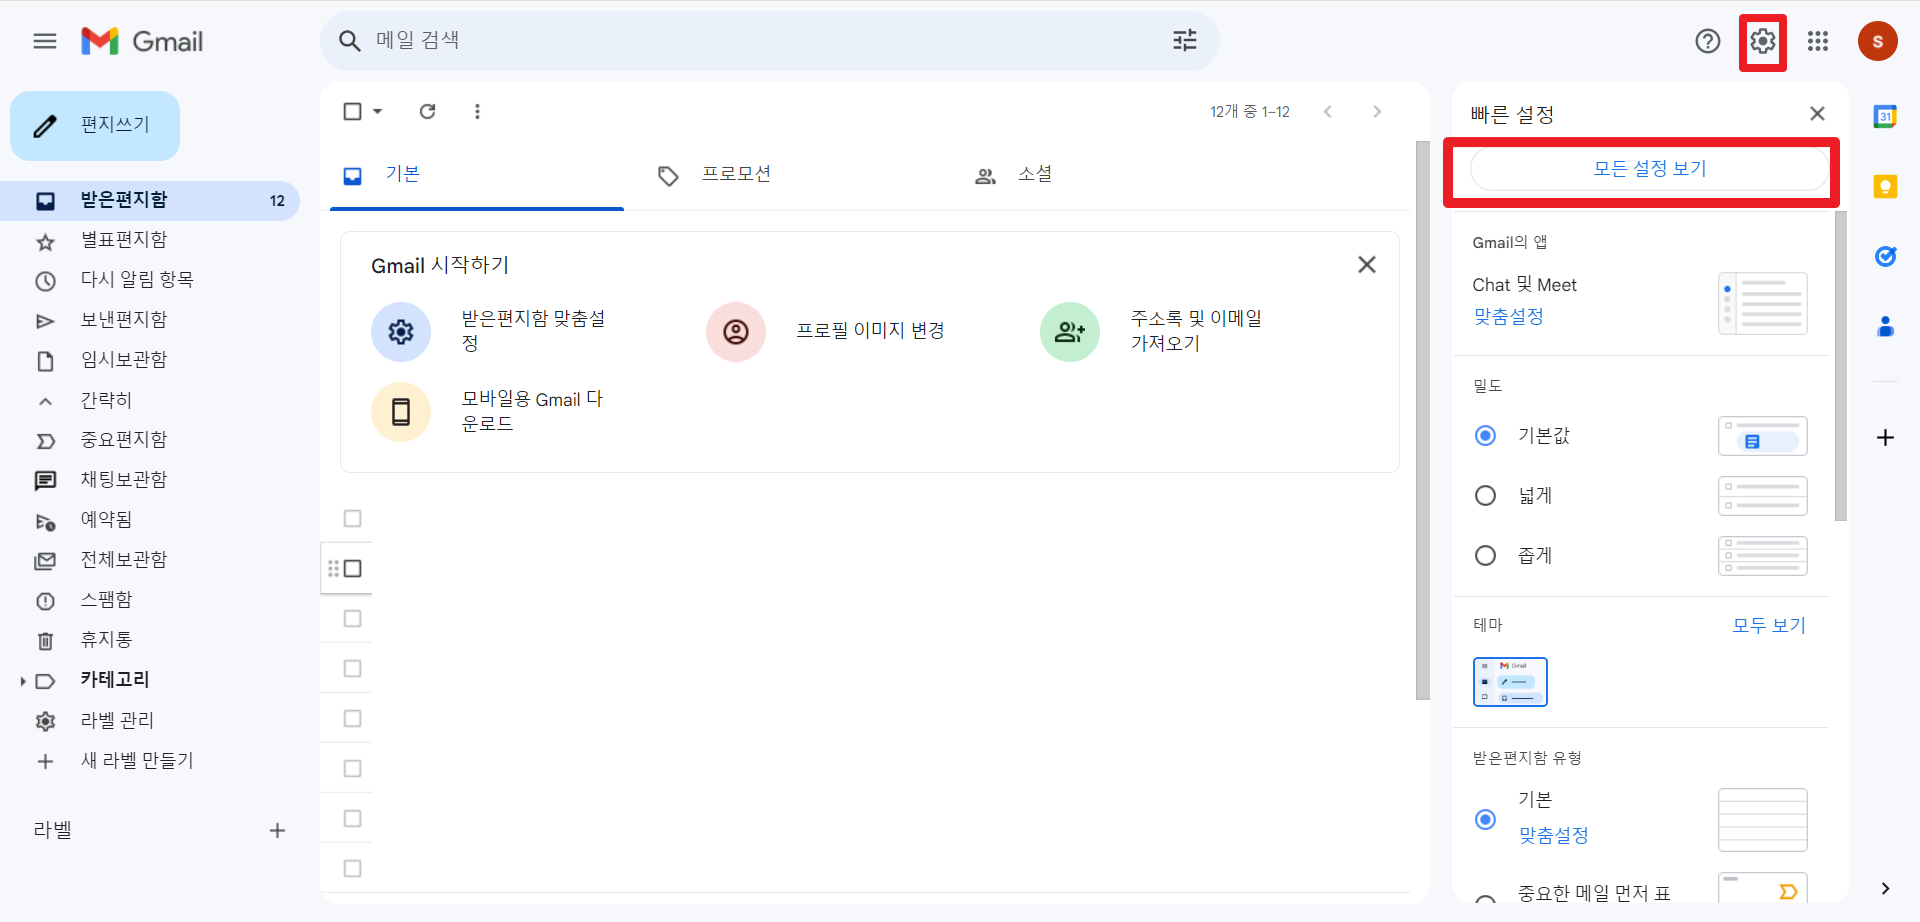 Gmail
메일 검색
S
편지쓰기
받은편지함 12
별표편지함
다시 알림 항목
보낸편지함
임시보관함
간략히
중요편지함
채팅보관함
예약됨
전체보관함
스팸함
휴지통
카테고리
라벨 관리
새 라벨 만들기
라벨
12개 중 1–12
기본
프로모션
소셜
Gmail 시작하기
받은편지함 맞춤설
정
프로필 이미지 변경
주소록 및 이메일
가져오기
모바일용 Gmail 다
운로드
빠른 설정
모든 설정 보기
Gmail의 앱
Chat 및 Meet
맞춤설정
밀도
기본값
넓게
좁게
테마
모두 보기
Gmail
받은편지함 유형
기본
맞춤설정
중요한 메일 먼저 표
31